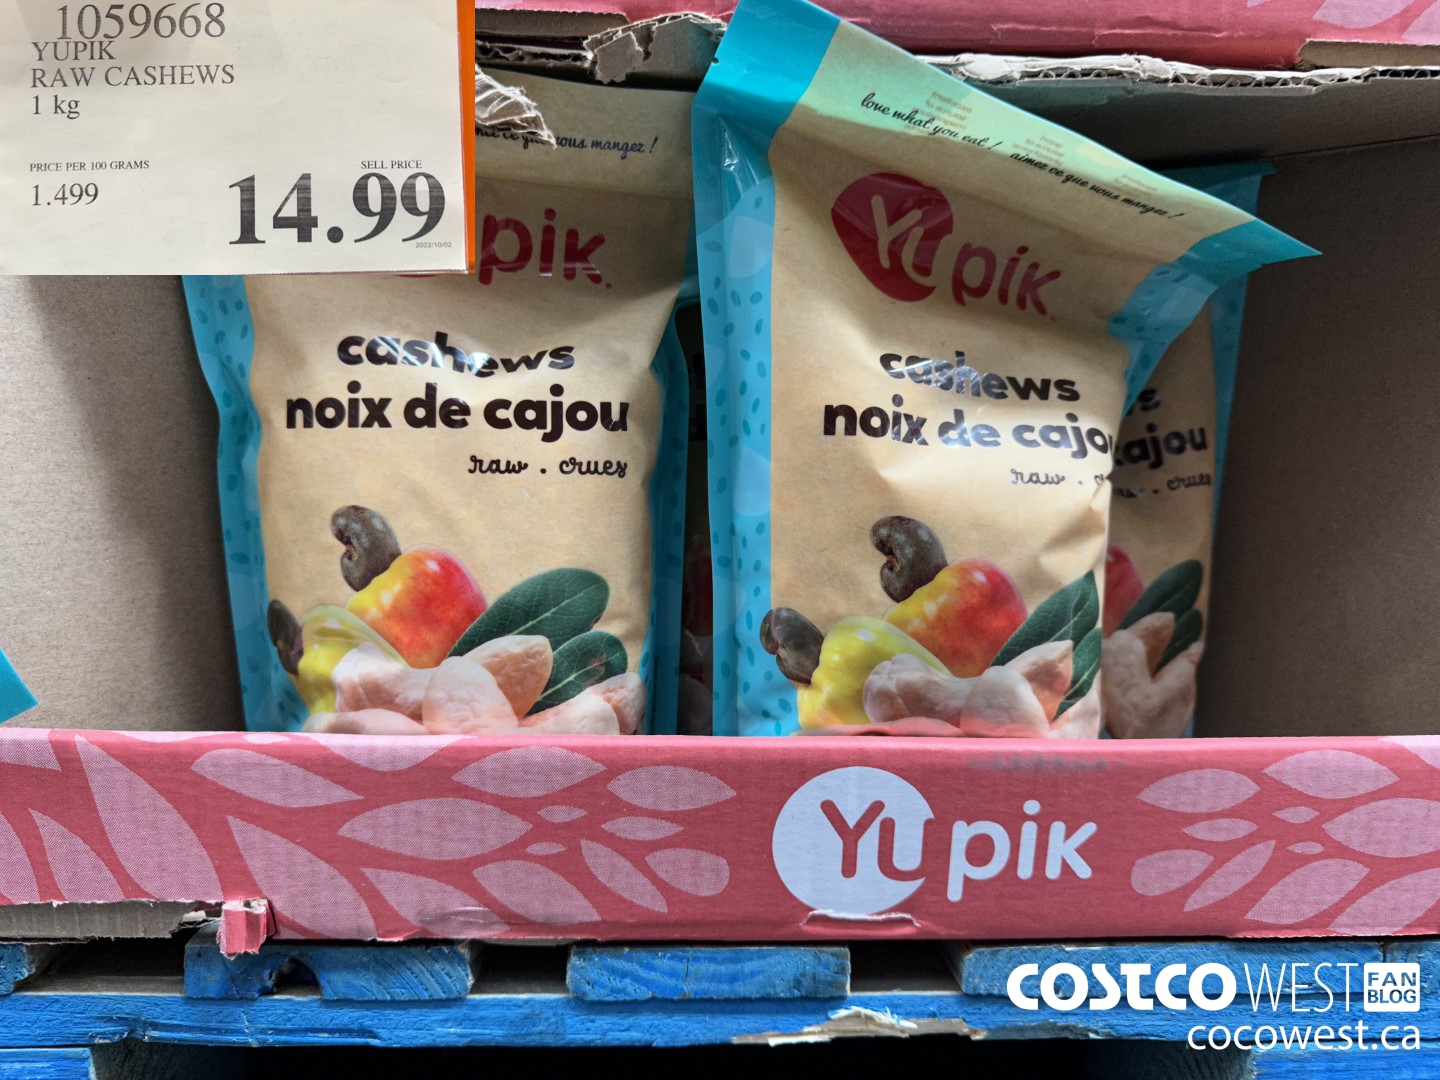 1059668
YUPIK
RAW CASHEWS
1 kg
PRICE PER 100 GRAMS
1.499
SELL PRICE
14.99
2022/10/02
vous mangez !
pik
cashews
noix de cajou
raw . crues
love what you eat ! aimez ce que vous mangez !
Yupik
cashews
noix de cajou
raw .
cajou
crues
Yupik
COSTCO WEST FAN BLOG
cocowest.ca